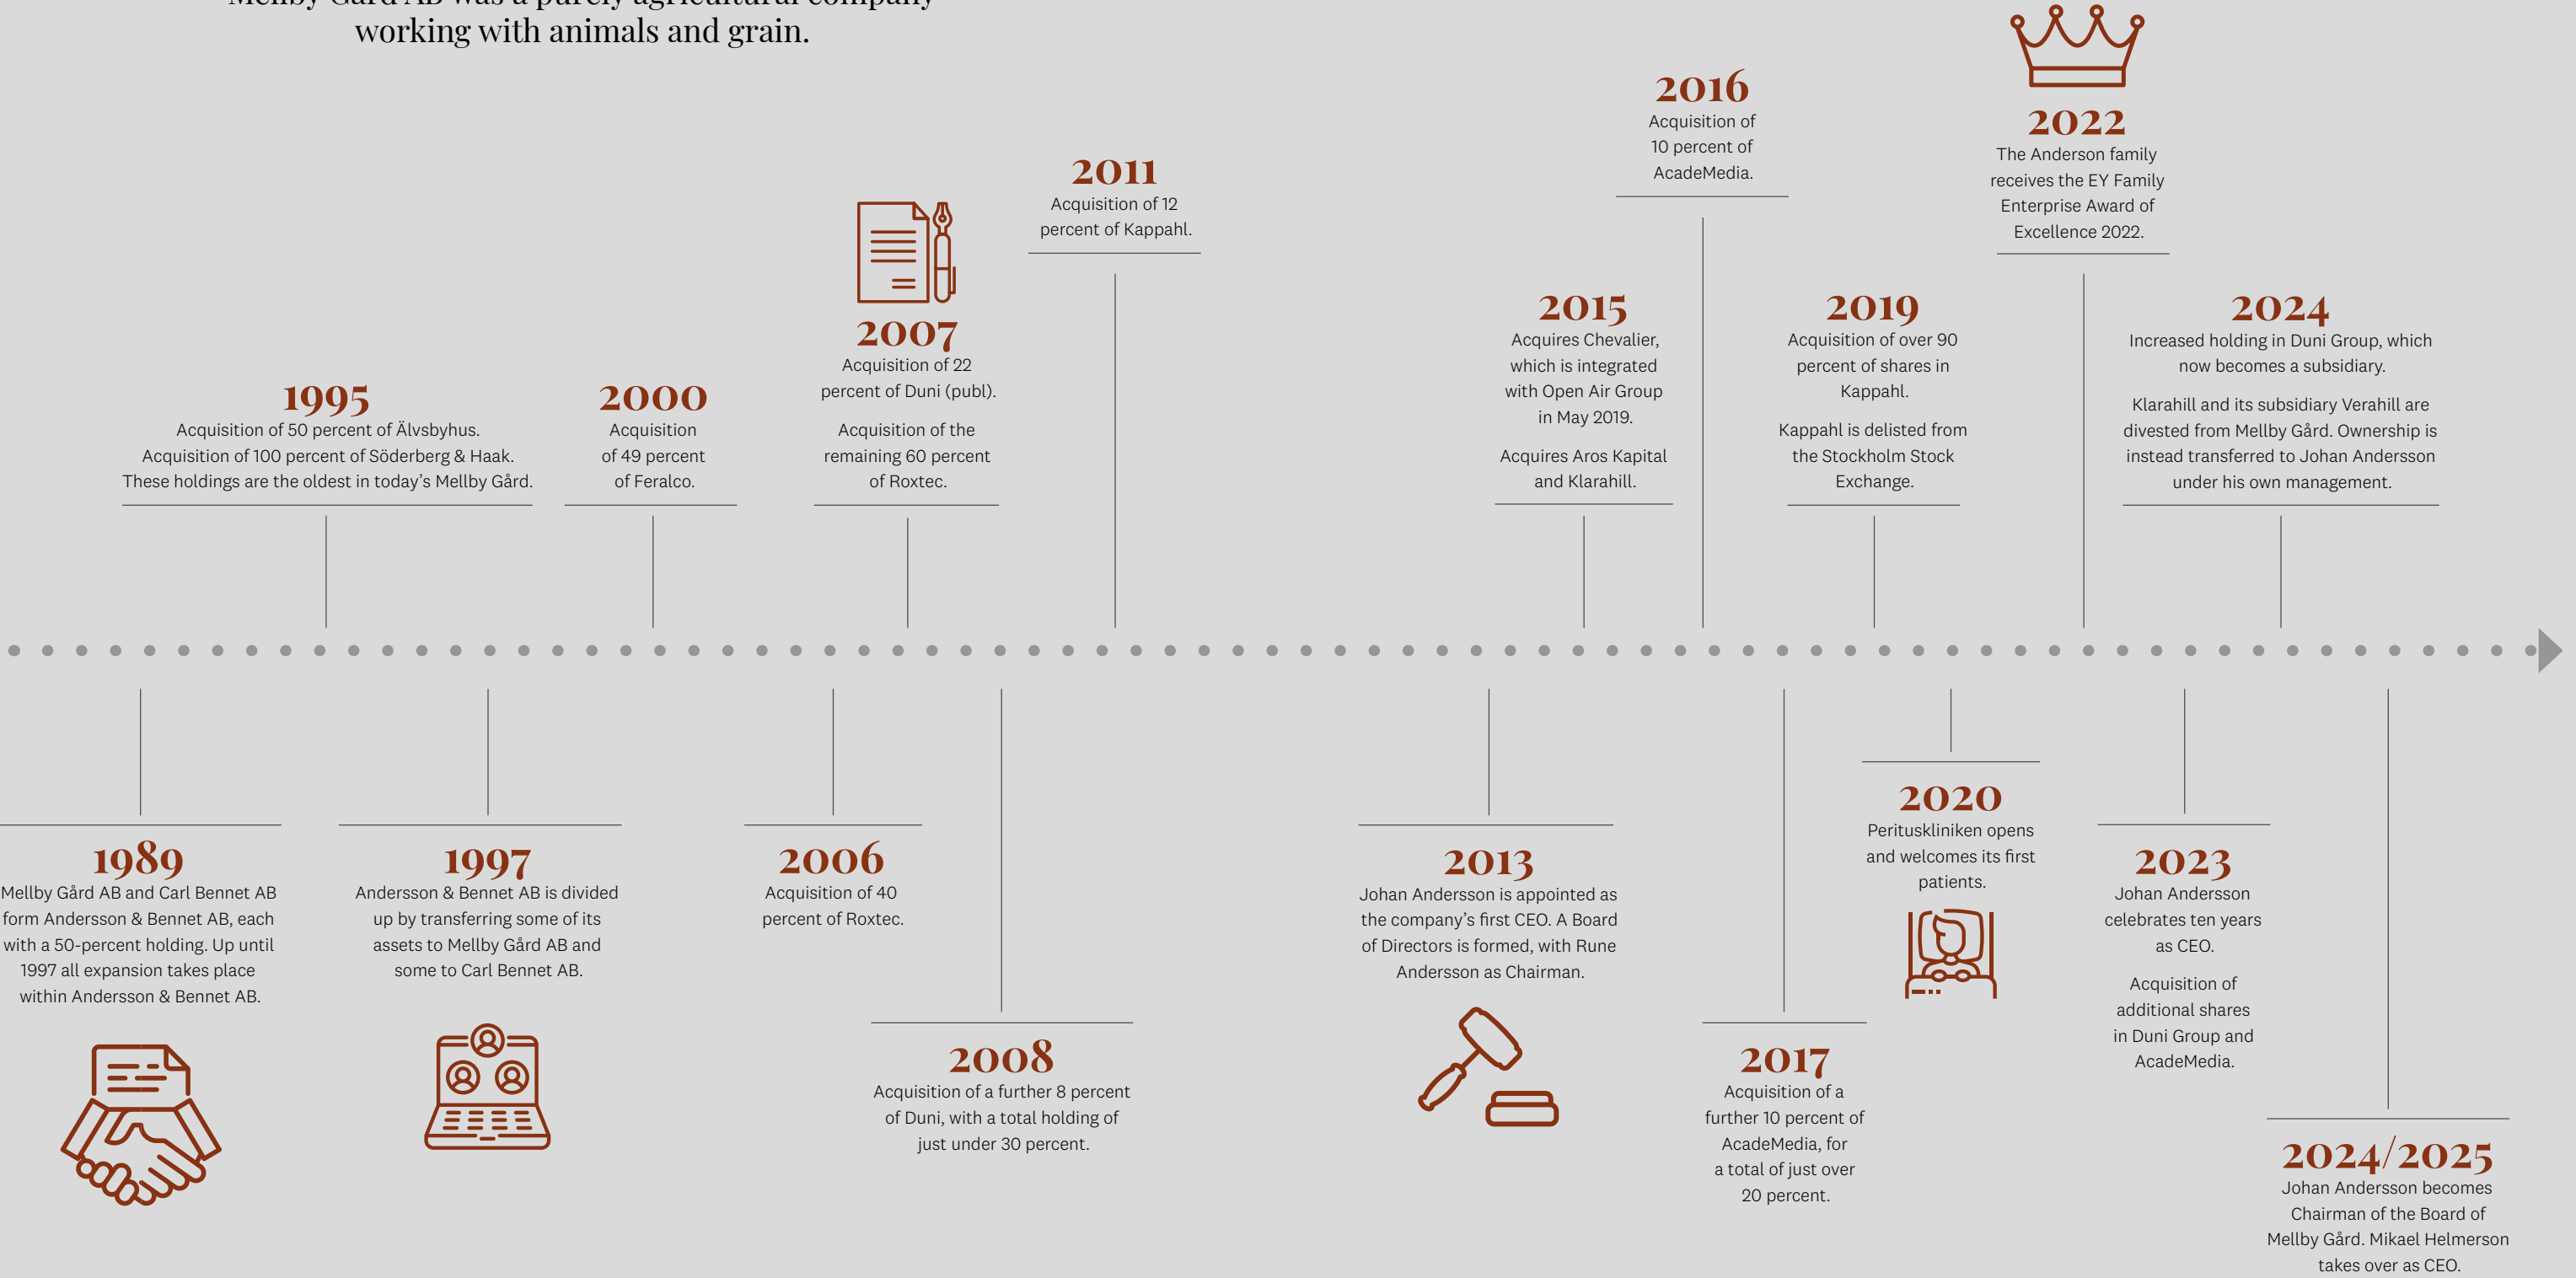 Mellby Gård AB was a purely agricultural company
working with animals and grain.
1989
Mellby Gård AB and Carl Bennet AB
form Andersson & Bennet AB, each
with a 50-percent holding. Up until
1997 all expansion takes place
within Andersson & Bennet AB.
1995
Acquisition of 50 percent of Älvsbyhus.
Acquisition of 100 percent of Söderberg & Haak.
These holdings are the oldest in today’s Mellby Gård.
1997
Andersson & Bennet AB is divided
up by transferring some of its
assets to Mellby Gård AB and
some to Carl Bennet AB.
2000
Acquisition
of 49 percent
of Feralco.
2006
Acquisition of 40
percent of Roxtec.
2007
Acquisition of 22
percent of Duni (publ).
Acquisition of the
remaining 60 percent
of Roxtec.
2008
Acquisition of a further 8 percent
of Duni, with a total holding of
just under 30 percent.
2011
Acquisition of 12
percent of Kappahl.
2013
Johan Andersson is appointed as
the company’s first CEO. A Board
of Directors is formed, with Rune
Andersson as Chairman.
2015
Acquires Chevalier,
which is integrated
with Open Air Group
in May 2019.
Acquires Aros Kapital
and Klarahill.
2016
Acquisition of
10 percent of
AcadeMedia.
2017
Acquisition of a
further 10 percent of
AcadeMedia, for
a total of just over
20 percent.
2019
Acquisition of over 90
percent of shares in
Kappahl.
Kappahl is delisted from
the Stockholm Stock
Exchange.
2020
Perituskliniken opens
and welcomes its first
patients.
2022
The Anderson family
receives the EY Family
Enterprise Award of
Excellence 2022.
2023
Johan Andersson
celebrates ten years
as CEO.
Acquisition of
additional shares
in Duni Group and
AcadeMedia.
2024
Increased holding in Duni Group, which
now becomes a subsidiary.
Klarahill and its subsidiary Verahill are
divested from Mellby Gård. Ownership is
instead transferred to Johan Andersson
under his own management.
2024/2025
Johan Andersson becomes
Chairman of the Board of
Mellby Gård. Mikael Helmerson
takes over as CEO.